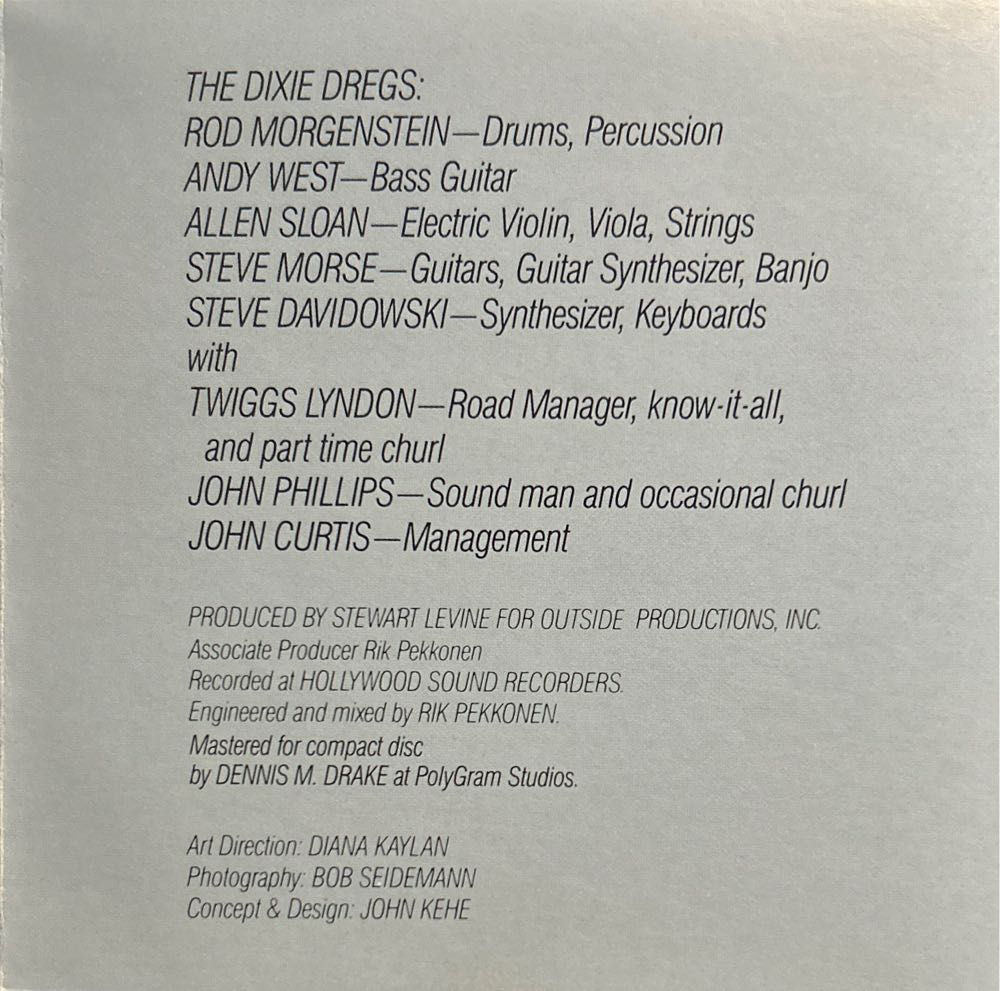 THE DIXIE DREGS:
ROD MORGENSTEIN—Drums, Percussion
ANDY WEST—Bass Guitar
ALLEN SLOAN—Electric Violin, Viola, Strings
STEVE MORSE—Guitars, Guitar Synthesizer, Banjo
STEVE DAVIDOWSKI—Synthesizer, Keyboards
with
TWIGGS LYNDON—Road Manager, know-it-all,
and part time churl
JOHN PHILLIPS—Sound man and occasional churl
JOHN CURTIS—Management
PRODUCED BY STEWART LEVINE FOR OUTSIDE PRODUCTIONS, INC.
Associate Producer Rik Pekkonen
Recorded at HOLLYWOOD SOUND RECORDERS.
Engineered and mixed by RIK PEKKONEN.
Mastered for compact disc
by DENNIS M. DRAKE at PolyGram Studios.
Art Direction: DIANA KAYLAN
Photography: BOB SEIDEMANN
Concept & Design: JOHN KEHE